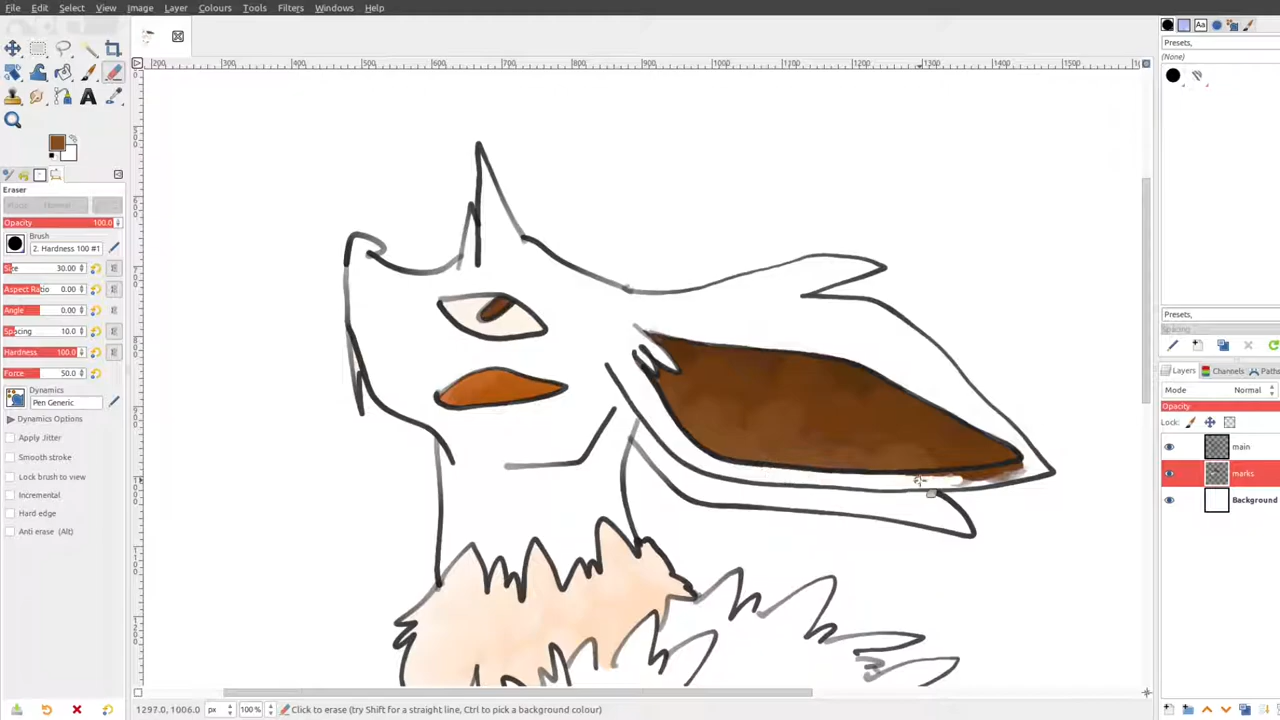 File Edit Select View Image Layer Colours Tools Filters Windows Help
Presets,
(None)
Eraser
Opacity 100.0
Brush
2. Hardness 100 #1
Size 30.00
Aspect Ratio 0.00
Angle 0.00
Spacing 10.0
Hardness 100.0
Force 50.0
Dynamics
Pen Generic
Dynamics Options
Apply Jitter
Smooth stroke
Lock brush to view
Incremental
Hard edge
Anti erase (Alt)
Presets,
Spacing
Layers Channels Paths
Mode Normal
Opacity
Lock:
main
marks
Background
1297.0, 1006.0 px 100% Click to erase (try Shift for a straight line, Ctrl to pick a background colour)